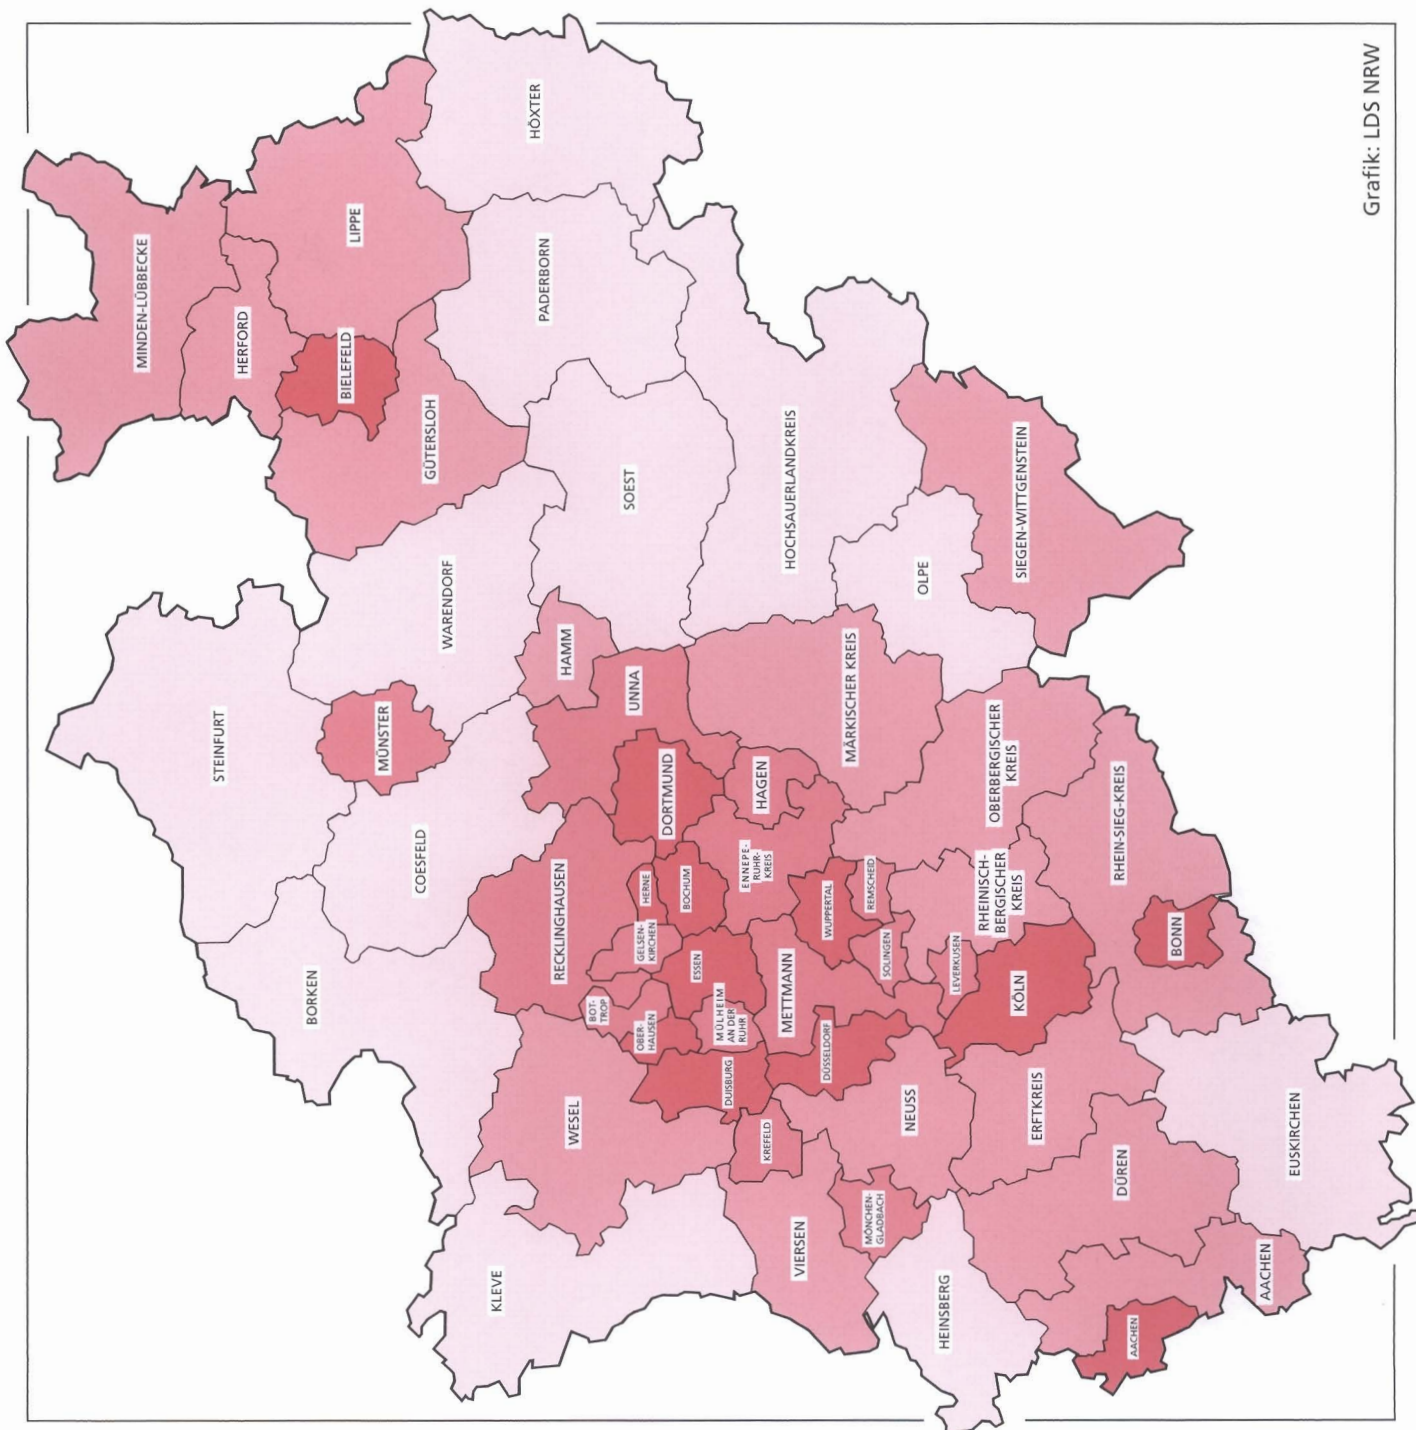 MINDEN-LÜBBECKE
HERFORD
LIPPE
BIELEFELD
GÜTERSLOH
HÖXTER
PADERBORN
STEINFURT
MÜNSTER
WARENDORF
SOEST
BORKEN
COESFELD
HAMM
UNNA
HOCHSAUERLANDKREIS
RECKLINGHAUSEN
DORTMUND
HAGEN
MÄRKISCHER KREIS
OLPE
SIEGEN-WITTGENSTEIN
HERNE
BOCHUM
ENNEPE-
RUHR-
KREIS
GELSEN-
KIRCHEN
ESSEN
BOT-
TROP
OBER-
HAUSEN
MÜLHEIM
AN DER
RUHR
WESEL
DUISBURG
METTMANN
WUPPERTAL
REMSCHEID
SOLINGEN
OBERBERGISCHER
KREIS
RHEINISCH-
BERGISCHER
KREIS
LEVERKUSEN
KÖLN
RHEIN-SIEG-KREIS
BONN
KLEVE
KREFELD
DÜSSELDORF
NEUSS
VIERSEN
MÖNCHEN-
GLADBACH
ERFTKREIS
HEINSBERG
DÜREN
EUSKIRCHEN
AACHEN
AACHEN
Grafik: LDS NRW